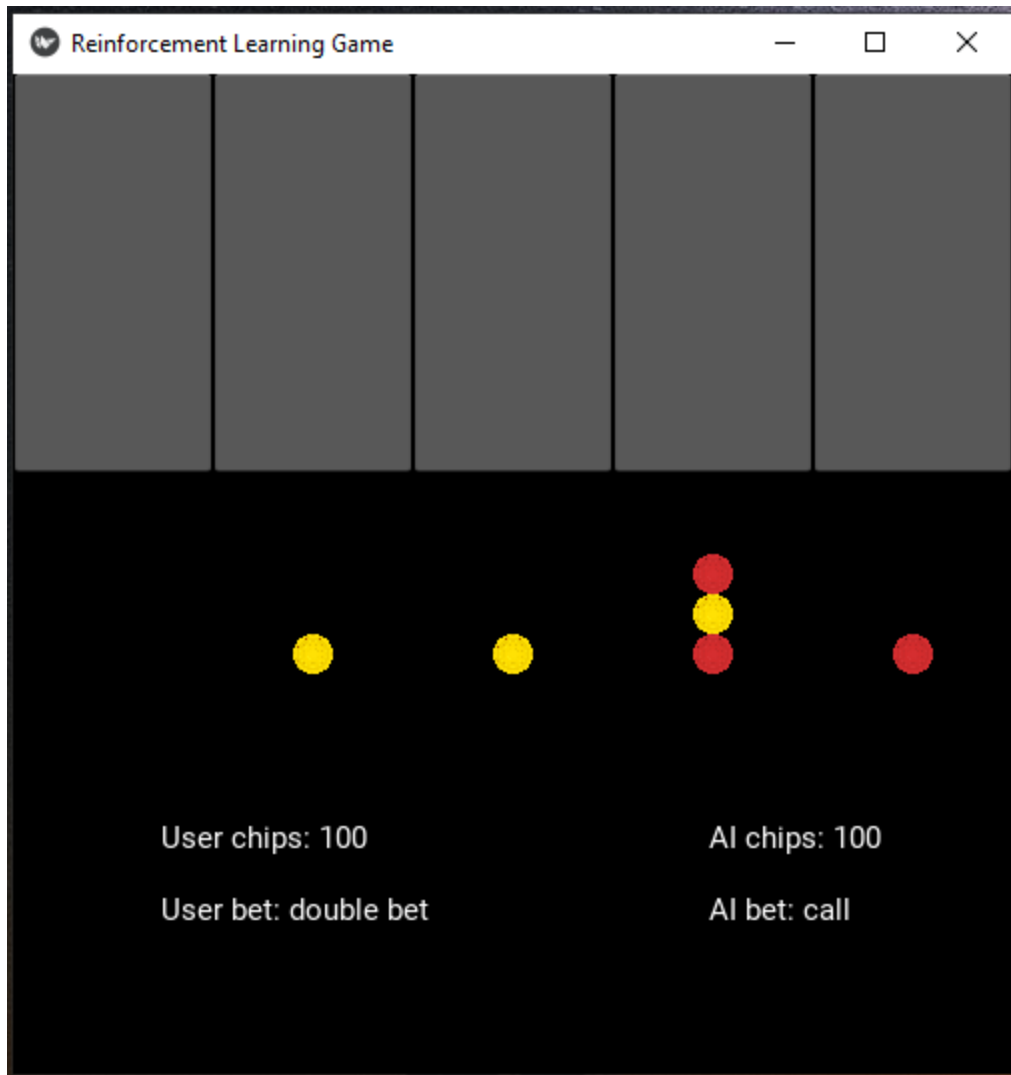 Reinforcement Learning Game
User chips: 100
AI chips: 100
User bet: double bet
AI bet: call